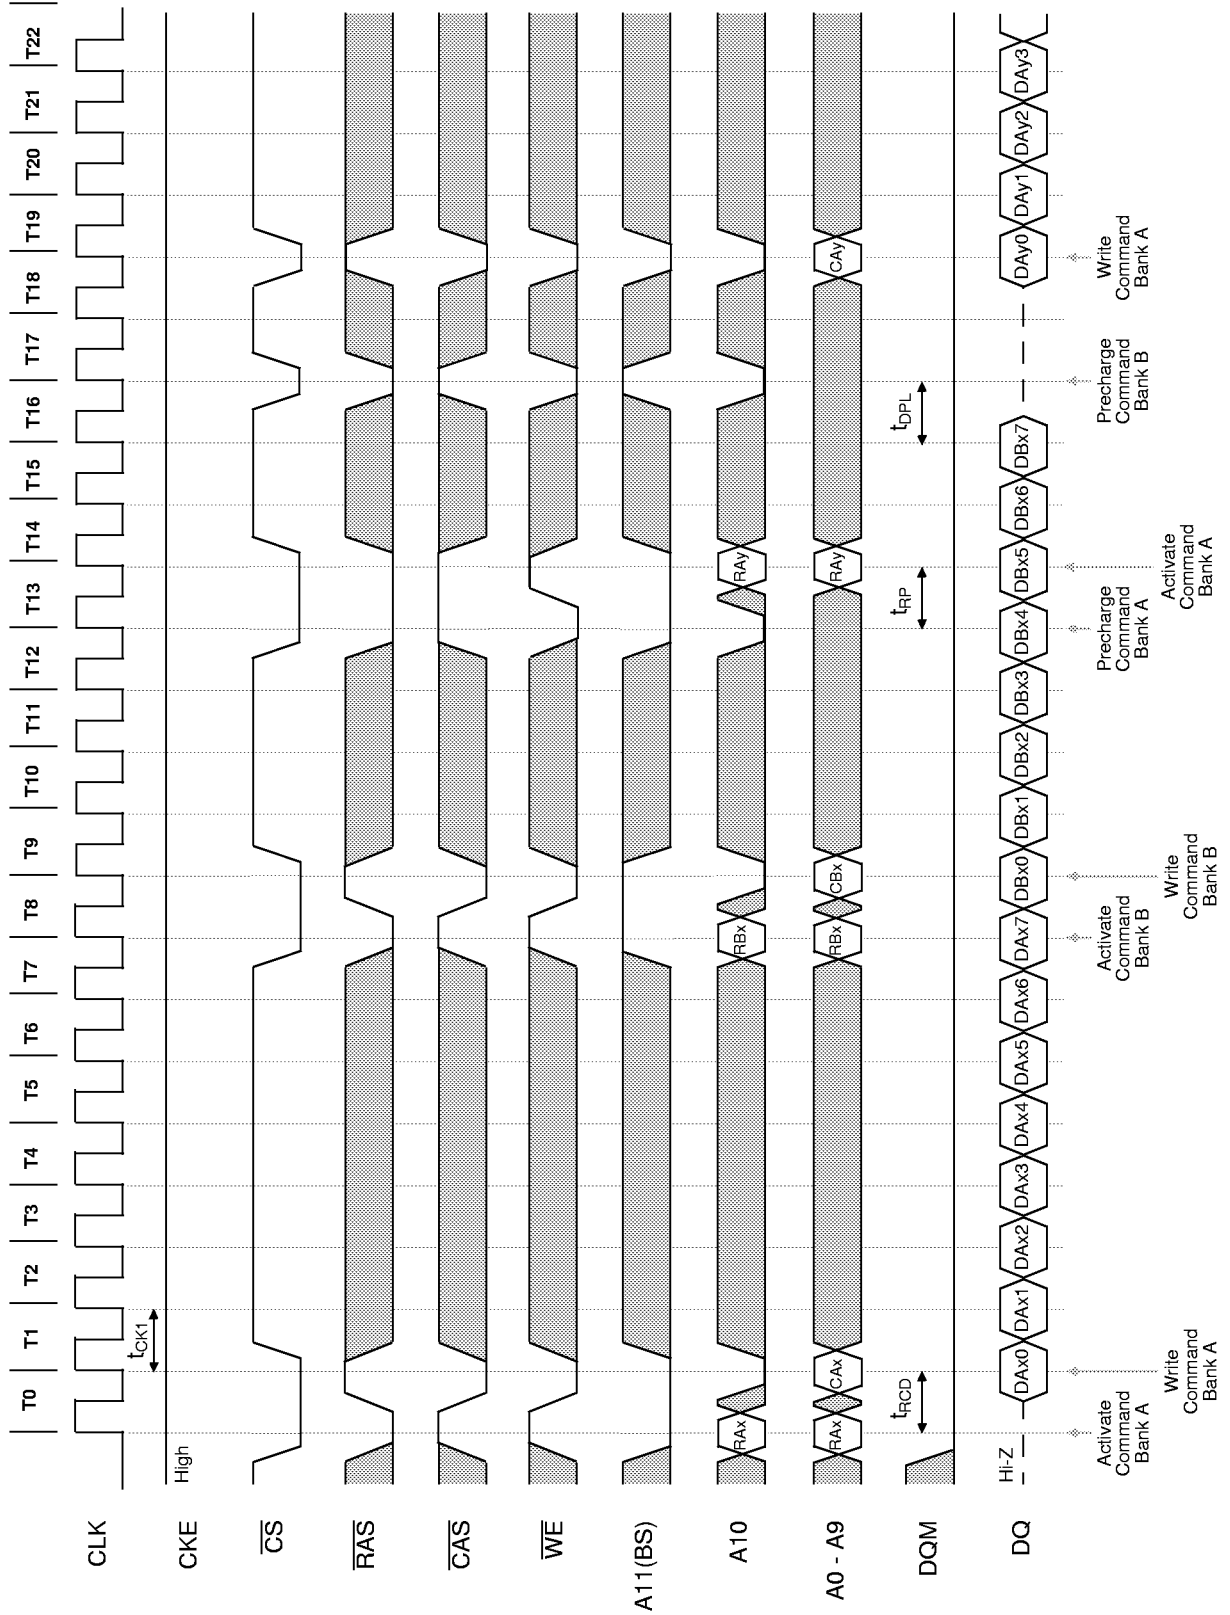 T0 T1 T2 T3 T4 T5 T6 T7 T8 T9 T10 T11 T12 T13 T14 T15 T16 T17 T18 T19 T20 T21 T22
CLK
tCK1
CKE
High
CS
RAS
CAS
WE
A11(BS)
A10
RAx RBx RAy
A0 - A9
RAx CAx RBx CBx RAy CAy
DQM
tRCD tRP tDPL
DQ
Hi-Z
DAx0 DAx1 DAx2 DAx3 DAx4 DAx5 DAx6 DAx7 DBx0 DBx1 DBx2 DBx3 DBx4 DBx5 DBx6 DBx7 DAy0 DAy1 DAy2 DAy3
Activate
Command
Bank A
Write
Command
Bank A
Activate
Command
Bank B
Write
Command
Bank B
Precharge
Command
Bank A
Activate
Command
Bank A
Precharge
Command
Bank B
Write
Command
Bank A